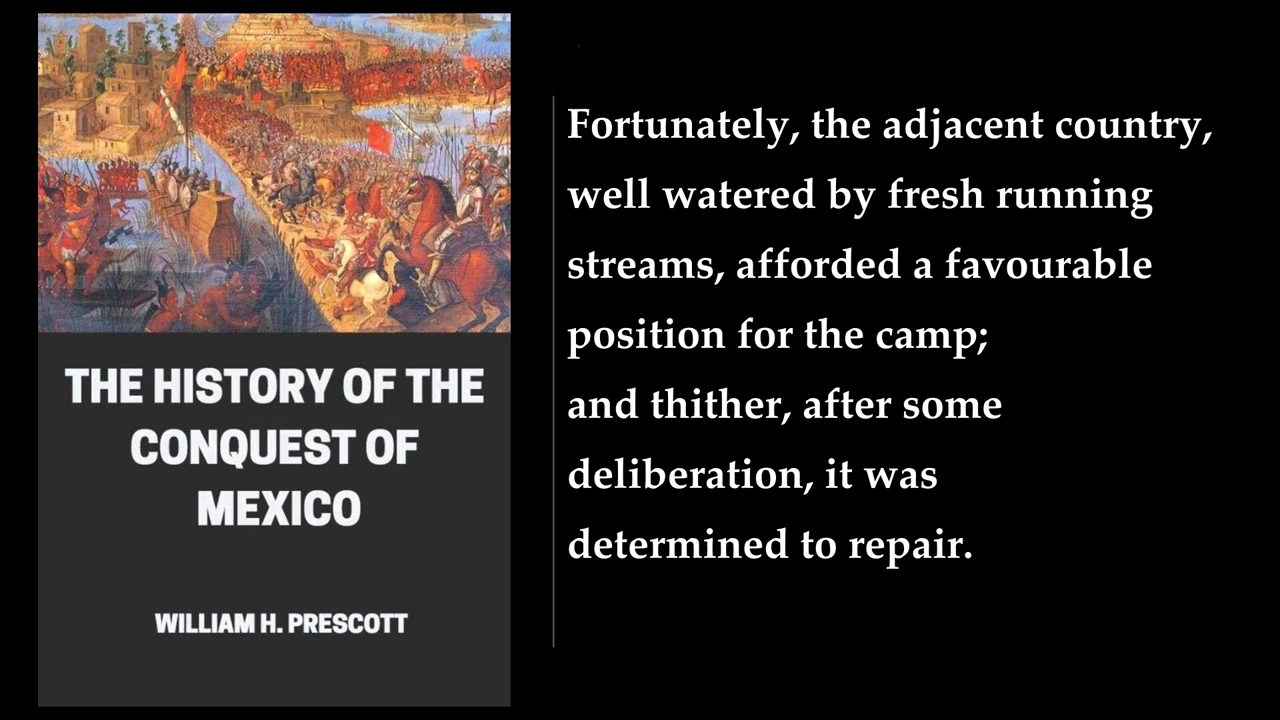 THE HISTORY OF THE
CONQUEST OF
MEXICO
WILLIAM H. PRESCOTT
Fortunately, the adjacent country,
well watered by fresh running
streams, afforded a favourable
position for the camp;
and thither, after some
deliberation, it was
determined to repair.